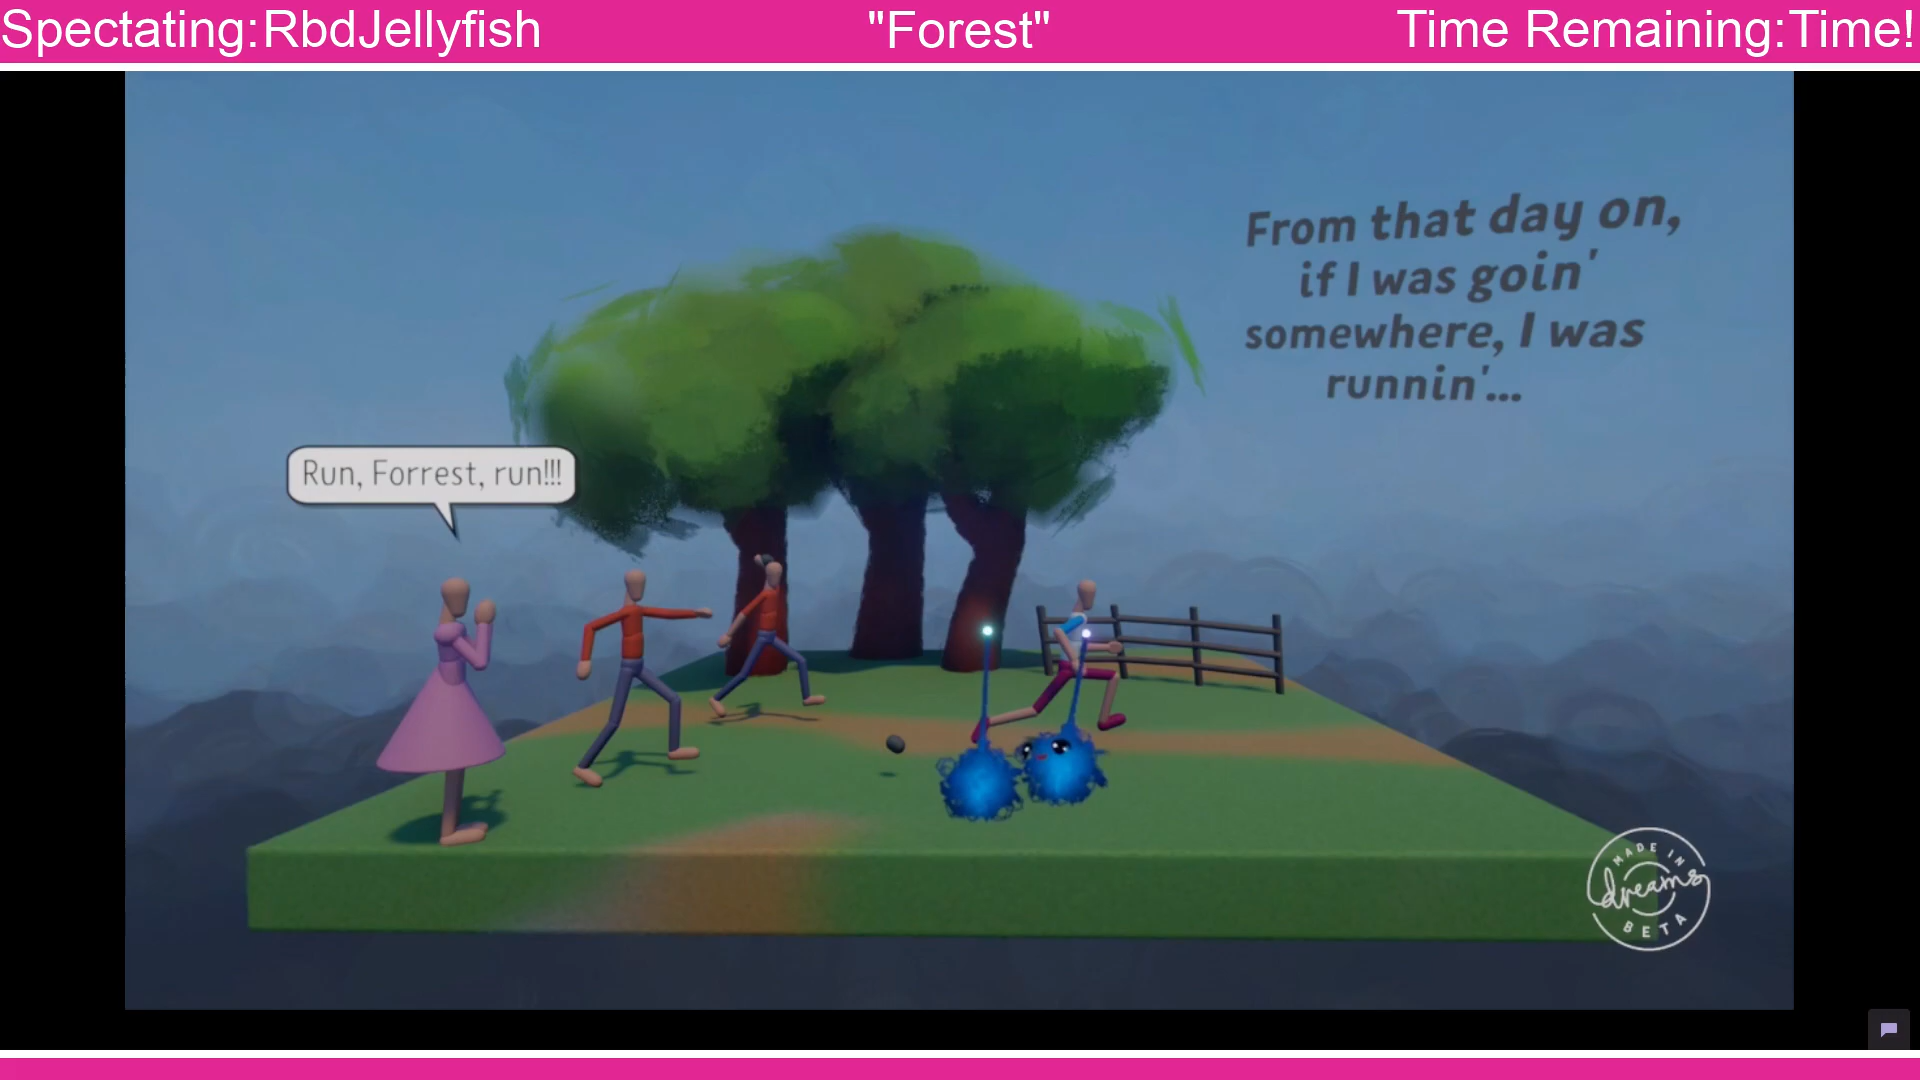 Spectating:RbdJellyfish
"Forest"
Time Remaining:Time!
From that day on,
if I was goin'
somewhere, I was
runnin'...
Run, Forrest, run!!!
MADE IN
dreams
BETA